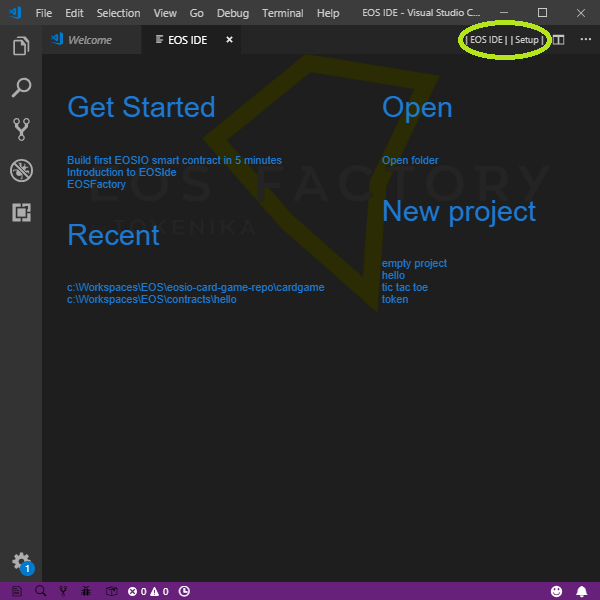 File Edit Selection View Go Debug Terminal Help EOS IDE - Visual Studio C...
Welcome EOS IDE | EOS IDE | | Setup |
Get Started
Build first EOSIO smart contract in 5 minutes
Introduction to EOSIde
EOSFactory
Recent
c:\Workspaces\EOS\eosio-card-game-repo\cardgame
c:\Workspaces\EOS\contracts\hello
Open
Open folder
New project
empty project
hello
tic tac toe
token
EOS FACTORY
TOKENIKA
1
0 0